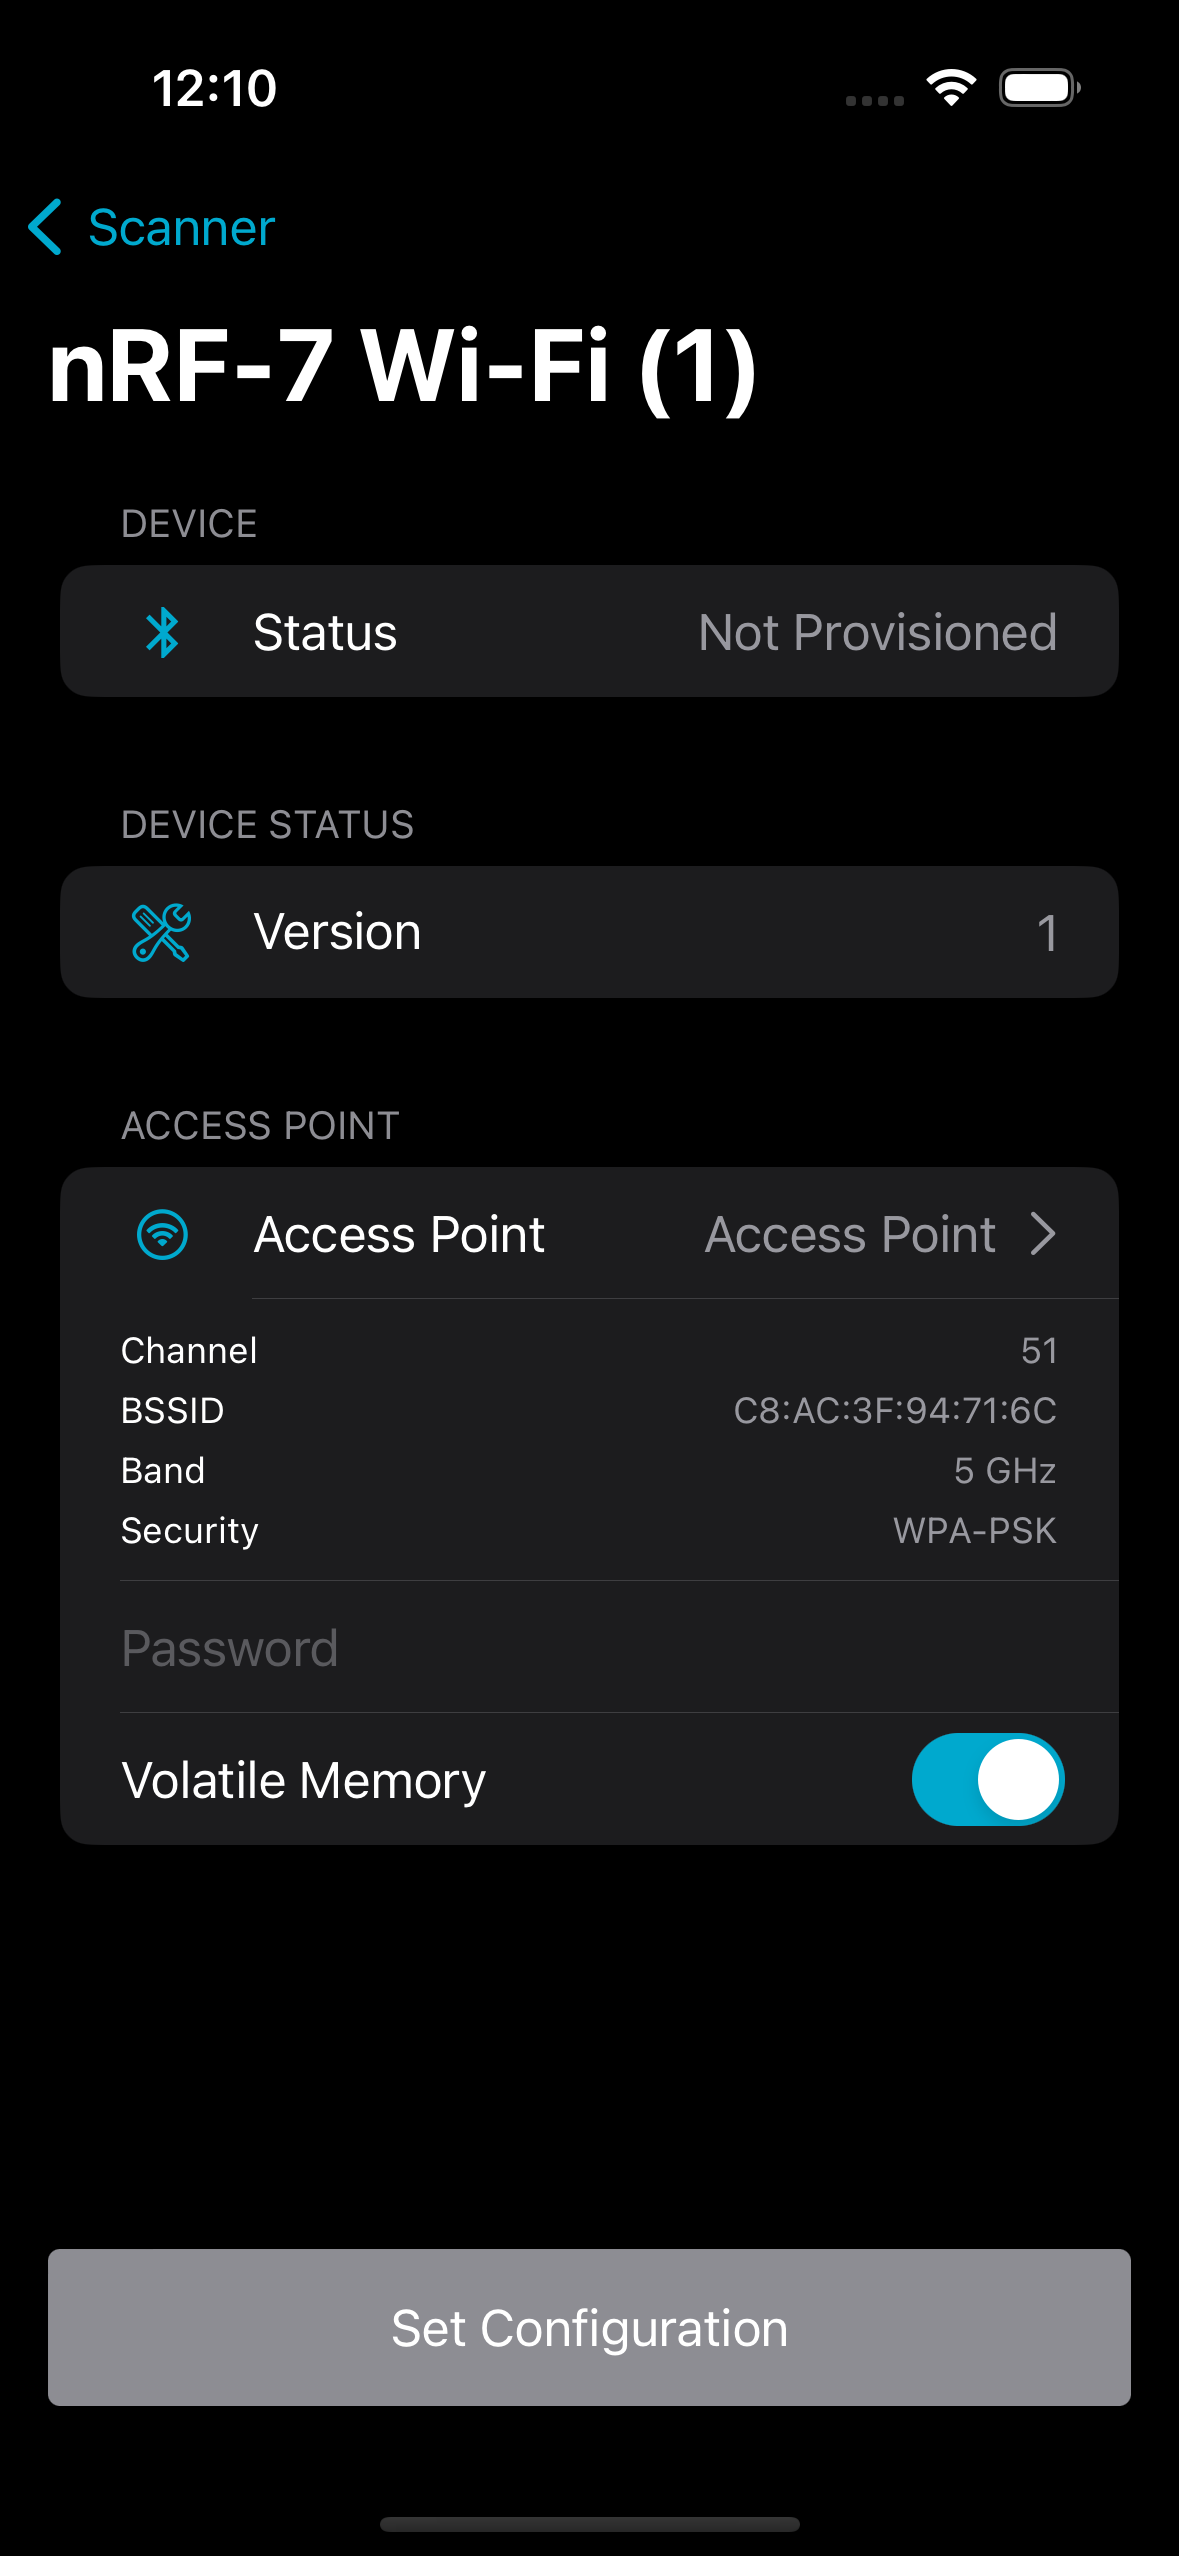 12:10
Scanner
nRF-7 Wi-Fi (1)
DEVICE
Status Not Provisioned
DEVICE STATUS
Version 1
ACCESS POINT
Access Point Access Point
Channel 51
BSSID C8:AC:3F:94:71:6C
Band 5 GHz
Security WPA-PSK
Password
Volatile Memory
Set Configuration